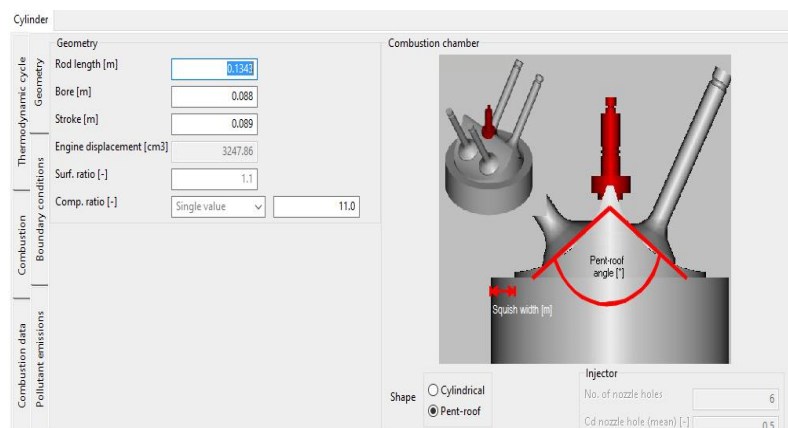 Cylinder
Thermodynamic cycle
Geometry
Combustion
Boundary conditions
Combustion data
Pollutant emissions
Geometry
Rod length [m] 0.1343
Bore [m] 0.088
Stroke [m] 0.089
Engine displacement [cm3] 3247.86
Surf. ratio [-] 1.1
Comp. ratio [-] Single value 11.0
Combustion chamber
Pent-roof
angle [°]
Squish width [m]
Shape
Cylindrical
Pent-roof
Injector
No. of nozzle holes 6
Cd nozzle hole (mean) [-] 0.5